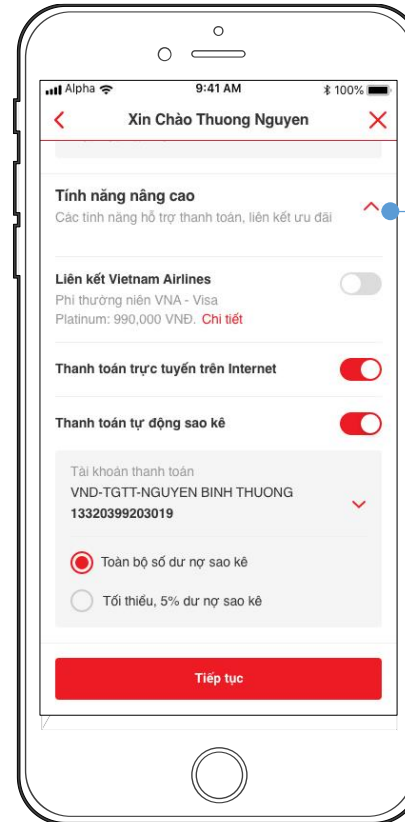 Alpha
9:41 AM
100%
Xin Chào Thuong Nguyen
Tính năng nâng cao
Các tính năng hỗ trợ thanh toán, liên kết ưu đãi
Liên kết Vietnam Airlines
Phí thường niên VNA - Visa
Platinum: 990,000 VNĐ. Chi tiết
Thanh toán trực tuyến trên Internet
Thanh toán tự động sao kê
Tài khoản thanh toán
VND-TGTT-NGUYEN BINH THUONG
13320399203019
Toàn bộ số dư nợ sao kê
Tối thiểu, 5% dư nợ sao kê
Tiếp tục